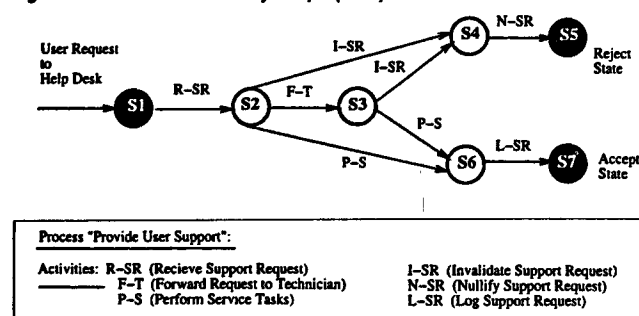 User Request
to
Help Desk
S1
R-SR
S2
I-SR
F-T
P-S
S3
I-SR
P-S
S4
N-SR
S5
Reject
State
S6
L-SR
S7
Accept
State
Process "Provide User Support":
Activities: R-SR (Recieve Support Request)
F-T (Forward Request to Technician)
P-S (Perform Service Tasks)
I-SR (Invalidate Support Request)
N-SR (Nullify Support Request)
L-SR (Log Support Request)